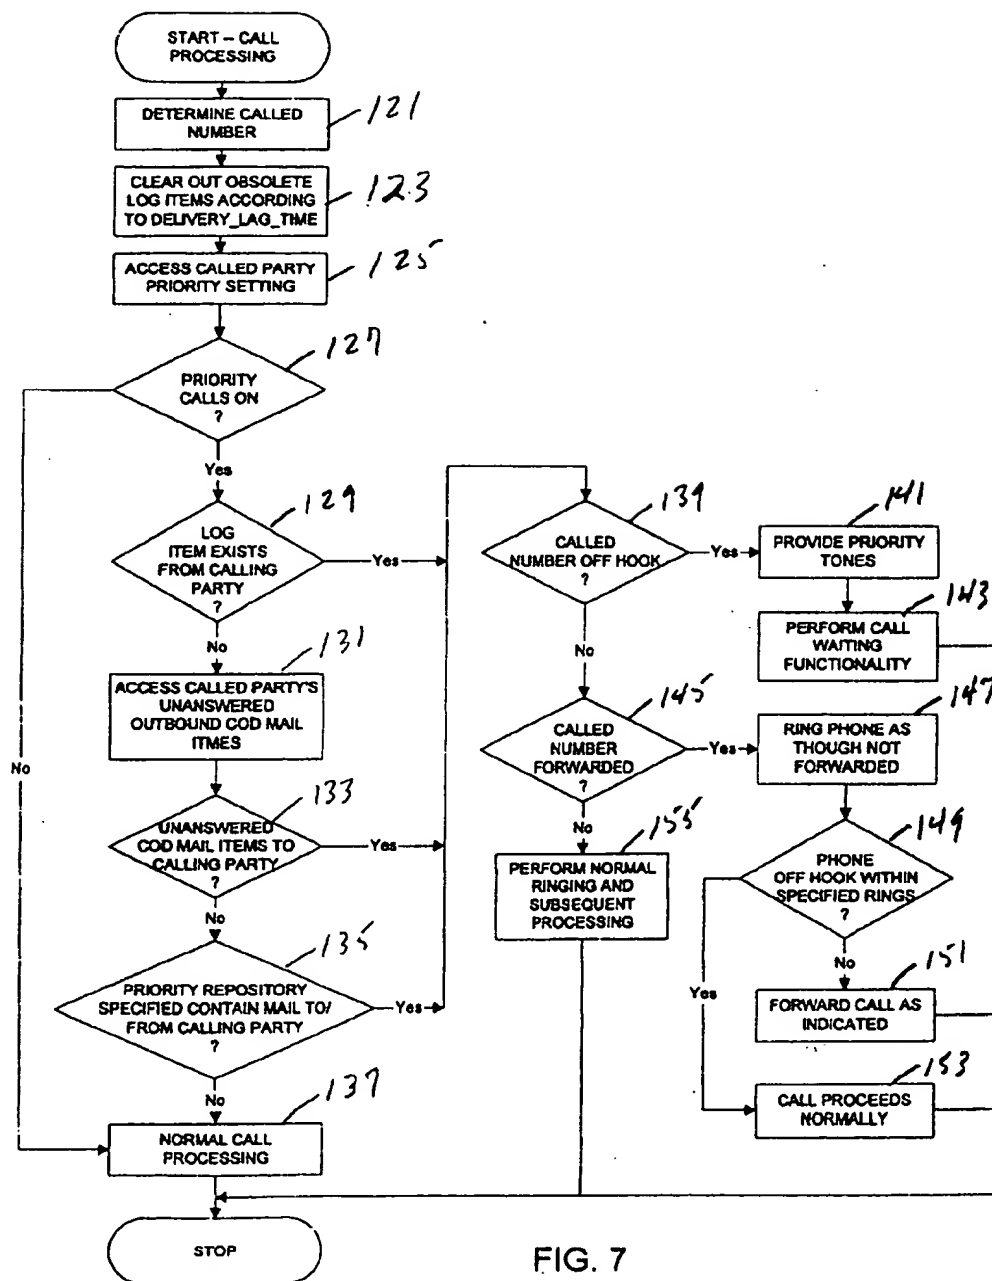 START – CALL
PROCESSING
DETERMINE CALLED
NUMBER
121
CLEAR OUT OBSOLETE
LOG ITEMS ACCORDING
TO DELIVERY_LAG_TIME
123
ACCESS CALLED PARTY
PRIORITY SETTING
125
PRIORITY
CALLS ON
?
127
No
Yes
LOG
ITEM EXISTS
FROM CALLING
PARTY
?
129
Yes
No
ACCESS CALLED PARTY'S
UNANSWERED
OUTBOUND COD MAIL
ITMES
131
UNANSWERED
COD MAIL ITEMS TO
CALLING PARTY
?
133
Yes
No
PRIORITY REPOSITORY
SPECIFIED CONTAIN MAIL TO/
FROM CALLING PARTY
?
135
Yes
No
NORMAL CALL
PROCESSING
137
STOP
CALLED
NUMBER OFF HOOK
?
139
Yes
No
PROVIDE PRIORITY
TONES
141
PERFORM CALL
WAITING
FUNCTIONALITY
143
CALLED
NUMBER
FORWARDED
?
145
Yes
No
RING PHONE AS
THOUGH NOT
FORWARDED
147
PHONE
OFF HOOK WITHIN
SPECIFIED RINGS
?
149
No
Yes
FORWARD CALL AS
INDICATED
151
CALL PROCEEDS
NORMALLY
153
PERFORM NORMAL
RINGING AND
SUBSEQUENT
PROCESSING
155
FIG. 7